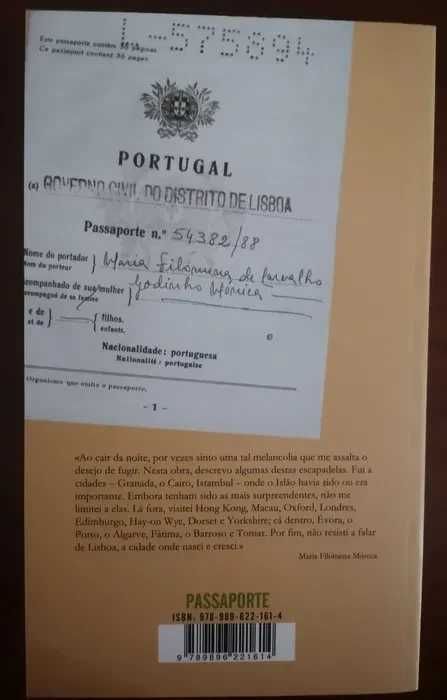 L-575894
Este passaporte contém 36 páginas
Ce passeport contient 36 pages
PORTUGAL
(a) GOVERNO CIVIL DO DISTRITO DE LISBOA
Passaporte n.º 54382/88
Nome do portador } Maria Filomena de Carvalho
Nom du porteur
Acompanhado de sua mulher } Godinho Mónica
Accompagné de sa femme
e de } filhos.
et de } enfants.
Nacionalidade: portuguesa
Nationalité: portugaise
Organismo que emite o passaporte.
- 1 -
«Ao cair da noite, por vezes sinto uma tal melancolia que me assalta o
desejo de fugir. Nesta obra, descrevo algumas destas escapadelas. Fui a
cidades – Granada, o Cairo, Istambul – onde o Islão havia sido ou era
importante. Embora tenham sido as mais surpreendentes, não me
limitei a elas. Lá fora, visitei Hong Kong, Macau, Oxford, Londres,
Edimburgo, Hay-on Wye, Dorset e Yorkshire; cá dentro, Évora, o
Porto, o Algarve, Fátima, o Barroso e Tomar. Por fim, não resisti a falar
de Lisboa, a cidade onde nasci e cresci.»
Maria Filomena Mónica
PASSAPORTE
ISBN: 978-989-622-161-4
9 789896 221614